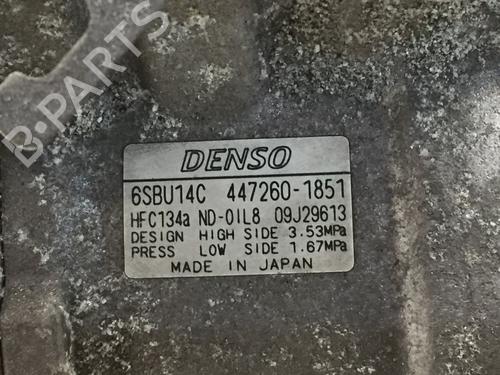 B-PARTS
DENSO
6SBU14C 447260-1851
HFC134a ND-OIL8 09J29613
DESIGN HIGH SIDE 3.53MPa
PRESS LOW SIDE 1.67MPa
MADE IN JAPAN